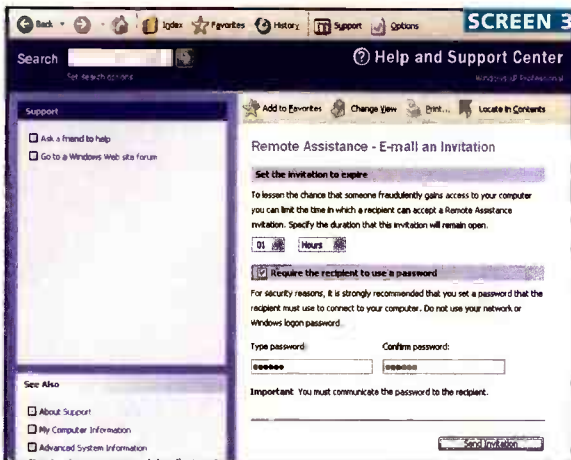 Back
Index
Favorites
History
Support
Options
SCREEN 3
Search
Set search options
Help and Support Center
Windows XP Professional
Support
Ask a friend to help
Go to a Windows Web site forum
See Also
About Support
My Computer Information
Advanced System Information
Add to Favorites
Change View
Print...
Locate in Contents
Remote Assistance - E-mail an Invitation
Set the invitation to expire
To lessen the chance that someone fraudulently gains access to your computer
you can limit the time in which a recipient can accept a Remote Assistance
invitation. Specify the duration that this invitation will remain open.
01
Hours
Require the recipient to use a password
For security reasons, it is strongly recommended that you set a password that the
recipient must use to connect to your computer. Do not use your network or
Windows logon password.
Type password:
Confirm password:
Important You must communicate the password to the recipient.
Send Invitation